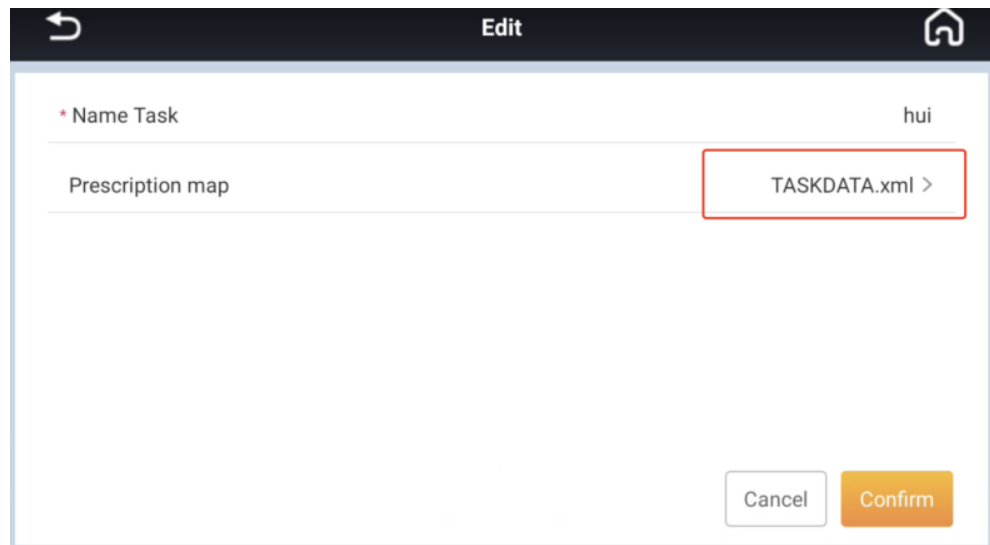 Edit
* Name Task hui
Prescription map TASKDATA.xml >
Cancel Confirm